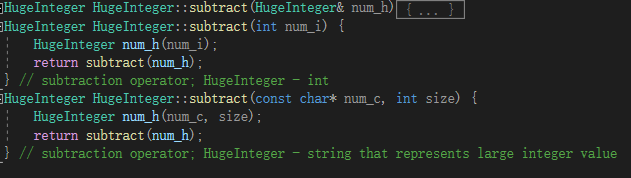 HugeInteger HugeInteger::subtract(HugeInteger& num_h) { ... }
HugeInteger HugeInteger::subtract(int num_i) {
HugeInteger num_h(num_i);
return subtract(num_h);
} // subtraction operator; HugeInteger - int
HugeInteger HugeInteger::subtract(const char* num_c, int size) {
HugeInteger num_h(num_c, size);
return subtract(num_h);
} // subtraction operator; HugeInteger - string that represents large integer value